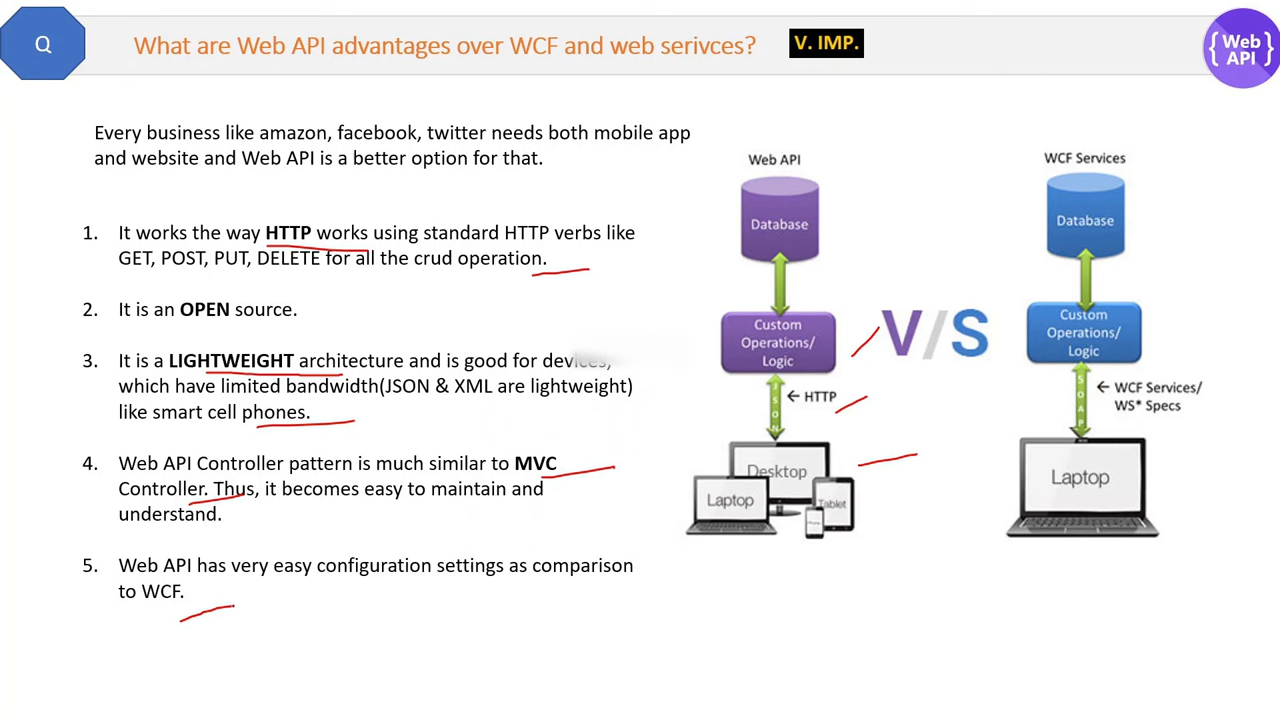 Q
What are Web API advantages over WCF and web serivces?
V. IMP.
{Web API}
Every business like amazon, facebook, twitter needs both mobile app
and website and Web API is a better option for that.
1. It works the way HTTP works using standard HTTP verbs like
GET, POST, PUT, DELETE for all the crud operation.
2. It is an OPEN source.
3. It is a LIGHTWEIGHT architecture and is good for devices,
which have limited bandwidth(JSON & XML are lightweight)
like smart cell phones.
4. Web API Controller pattern is much similar to MVC
Controller. Thus, it becomes easy to maintain and
understand.
5. Web API has very easy configuration settings as comparison
to WCF.
Web API
Database
Custom
Operations/
Logic
JSON
HTTP
Desktop
Laptop
Tablet
V/S
WCF Services
Database
Custom
Operations/
Logic
SOAP
WCF Services/
WS* Specs
Laptop